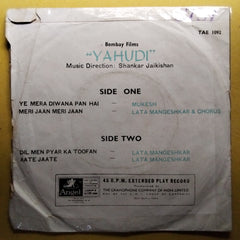 TAE 1092
Bombay Films
"YAHUDI"
Music Direction: Shankar Jaikishan
SIDE ONE
YE MERA DIWANA PAN HAI — MUKESH
MERI JAAN MERI JAAN — LATA MANGESHKAR & CHORUS
SIDE TWO
DIL MEN PYAR KA TOOFAN — LATA MANGESHKAR
AATE JAATE — LATA MANGESHKAR
Angel
45 R.P.M. EXTENDED PLAY RECORD
THE GRAMOPHONE COMPANY OF INDIA LIMITED